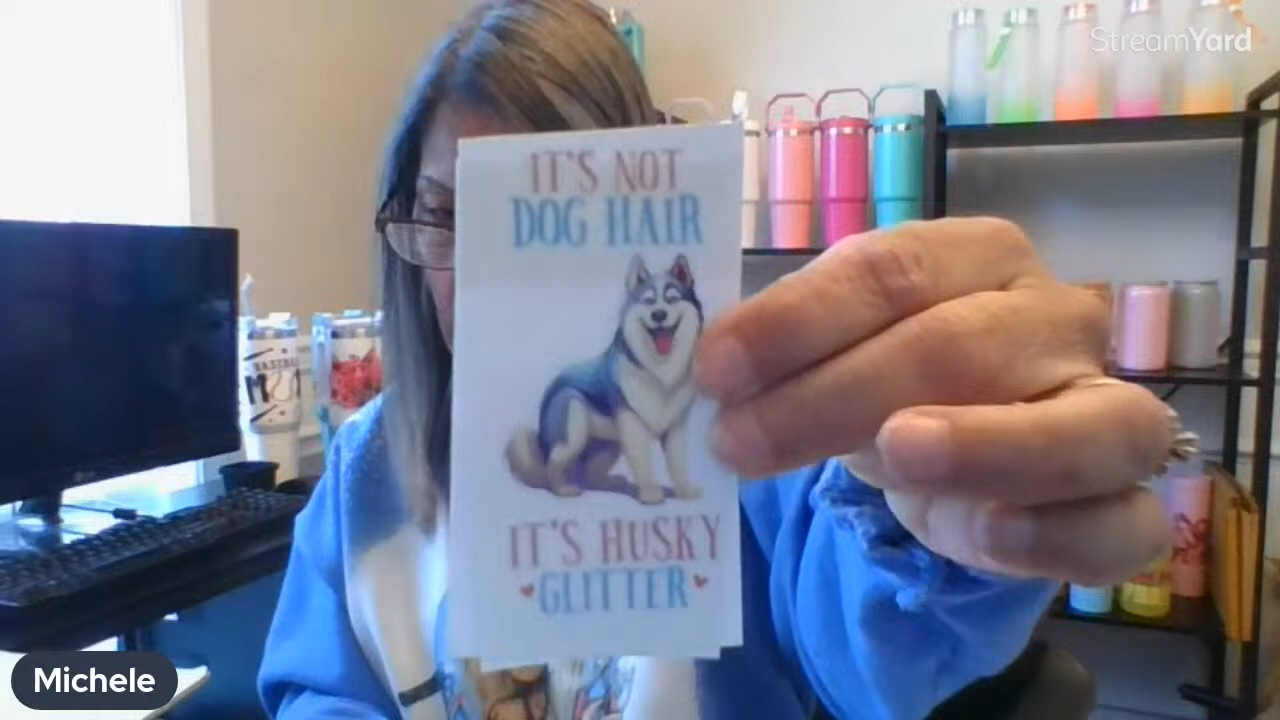 StreamYard
IT'S NOT
DOG HAIR
IT'S HUSKY
GLITTER
Michele